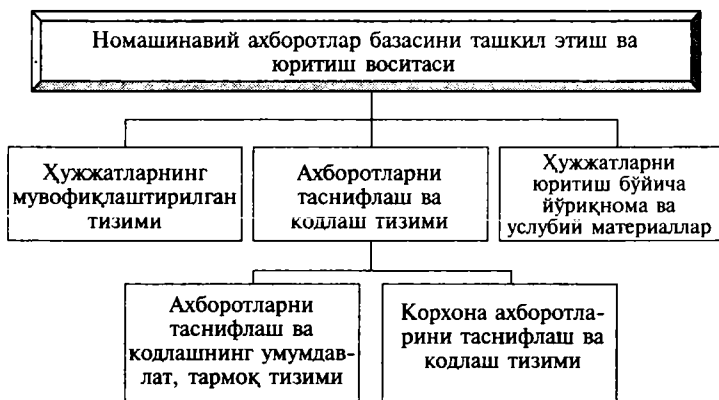 Номашинавий ахборотлар базасини ташкил этиш ва
юритиш воситаси
Ҳужжатларнинг
мувофиқлаштирилган
тизими
Ахборотларни
таснифлаш ва
кодлаш тизими
Ҳужжатларни
юритиш бўйича
йўриқнома ва
услубий материаллар
Ахборотларни
таснифлаш ва
кодлашнинг умумдав-
лат, тармоқ тизими
Корхона ахборотла-
рини таснифлаш ва
кодлаш тизими